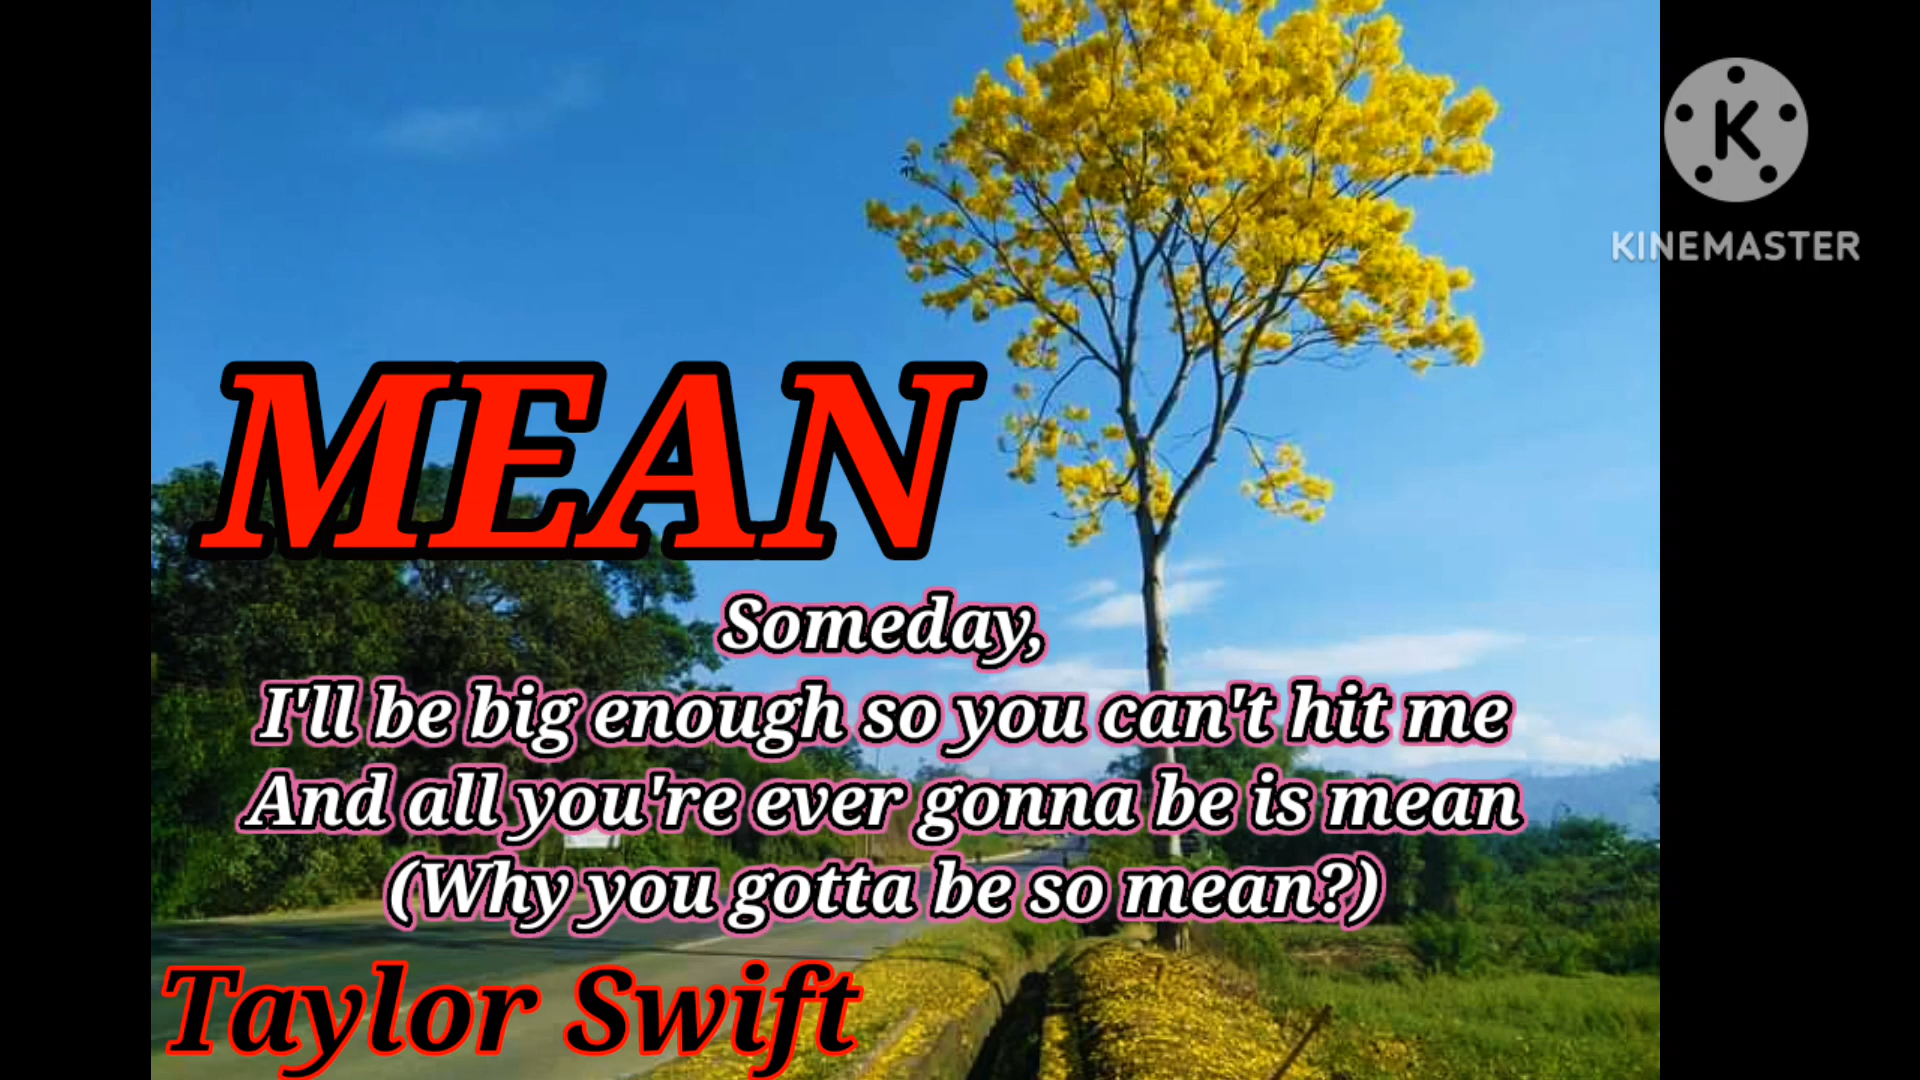 K
KINEMASTER
MEAN
Someday,
I'll be big enough so you can't hit me
And all you're ever gonna be is mean
(Why you gotta be so mean?)
Taylor Swift